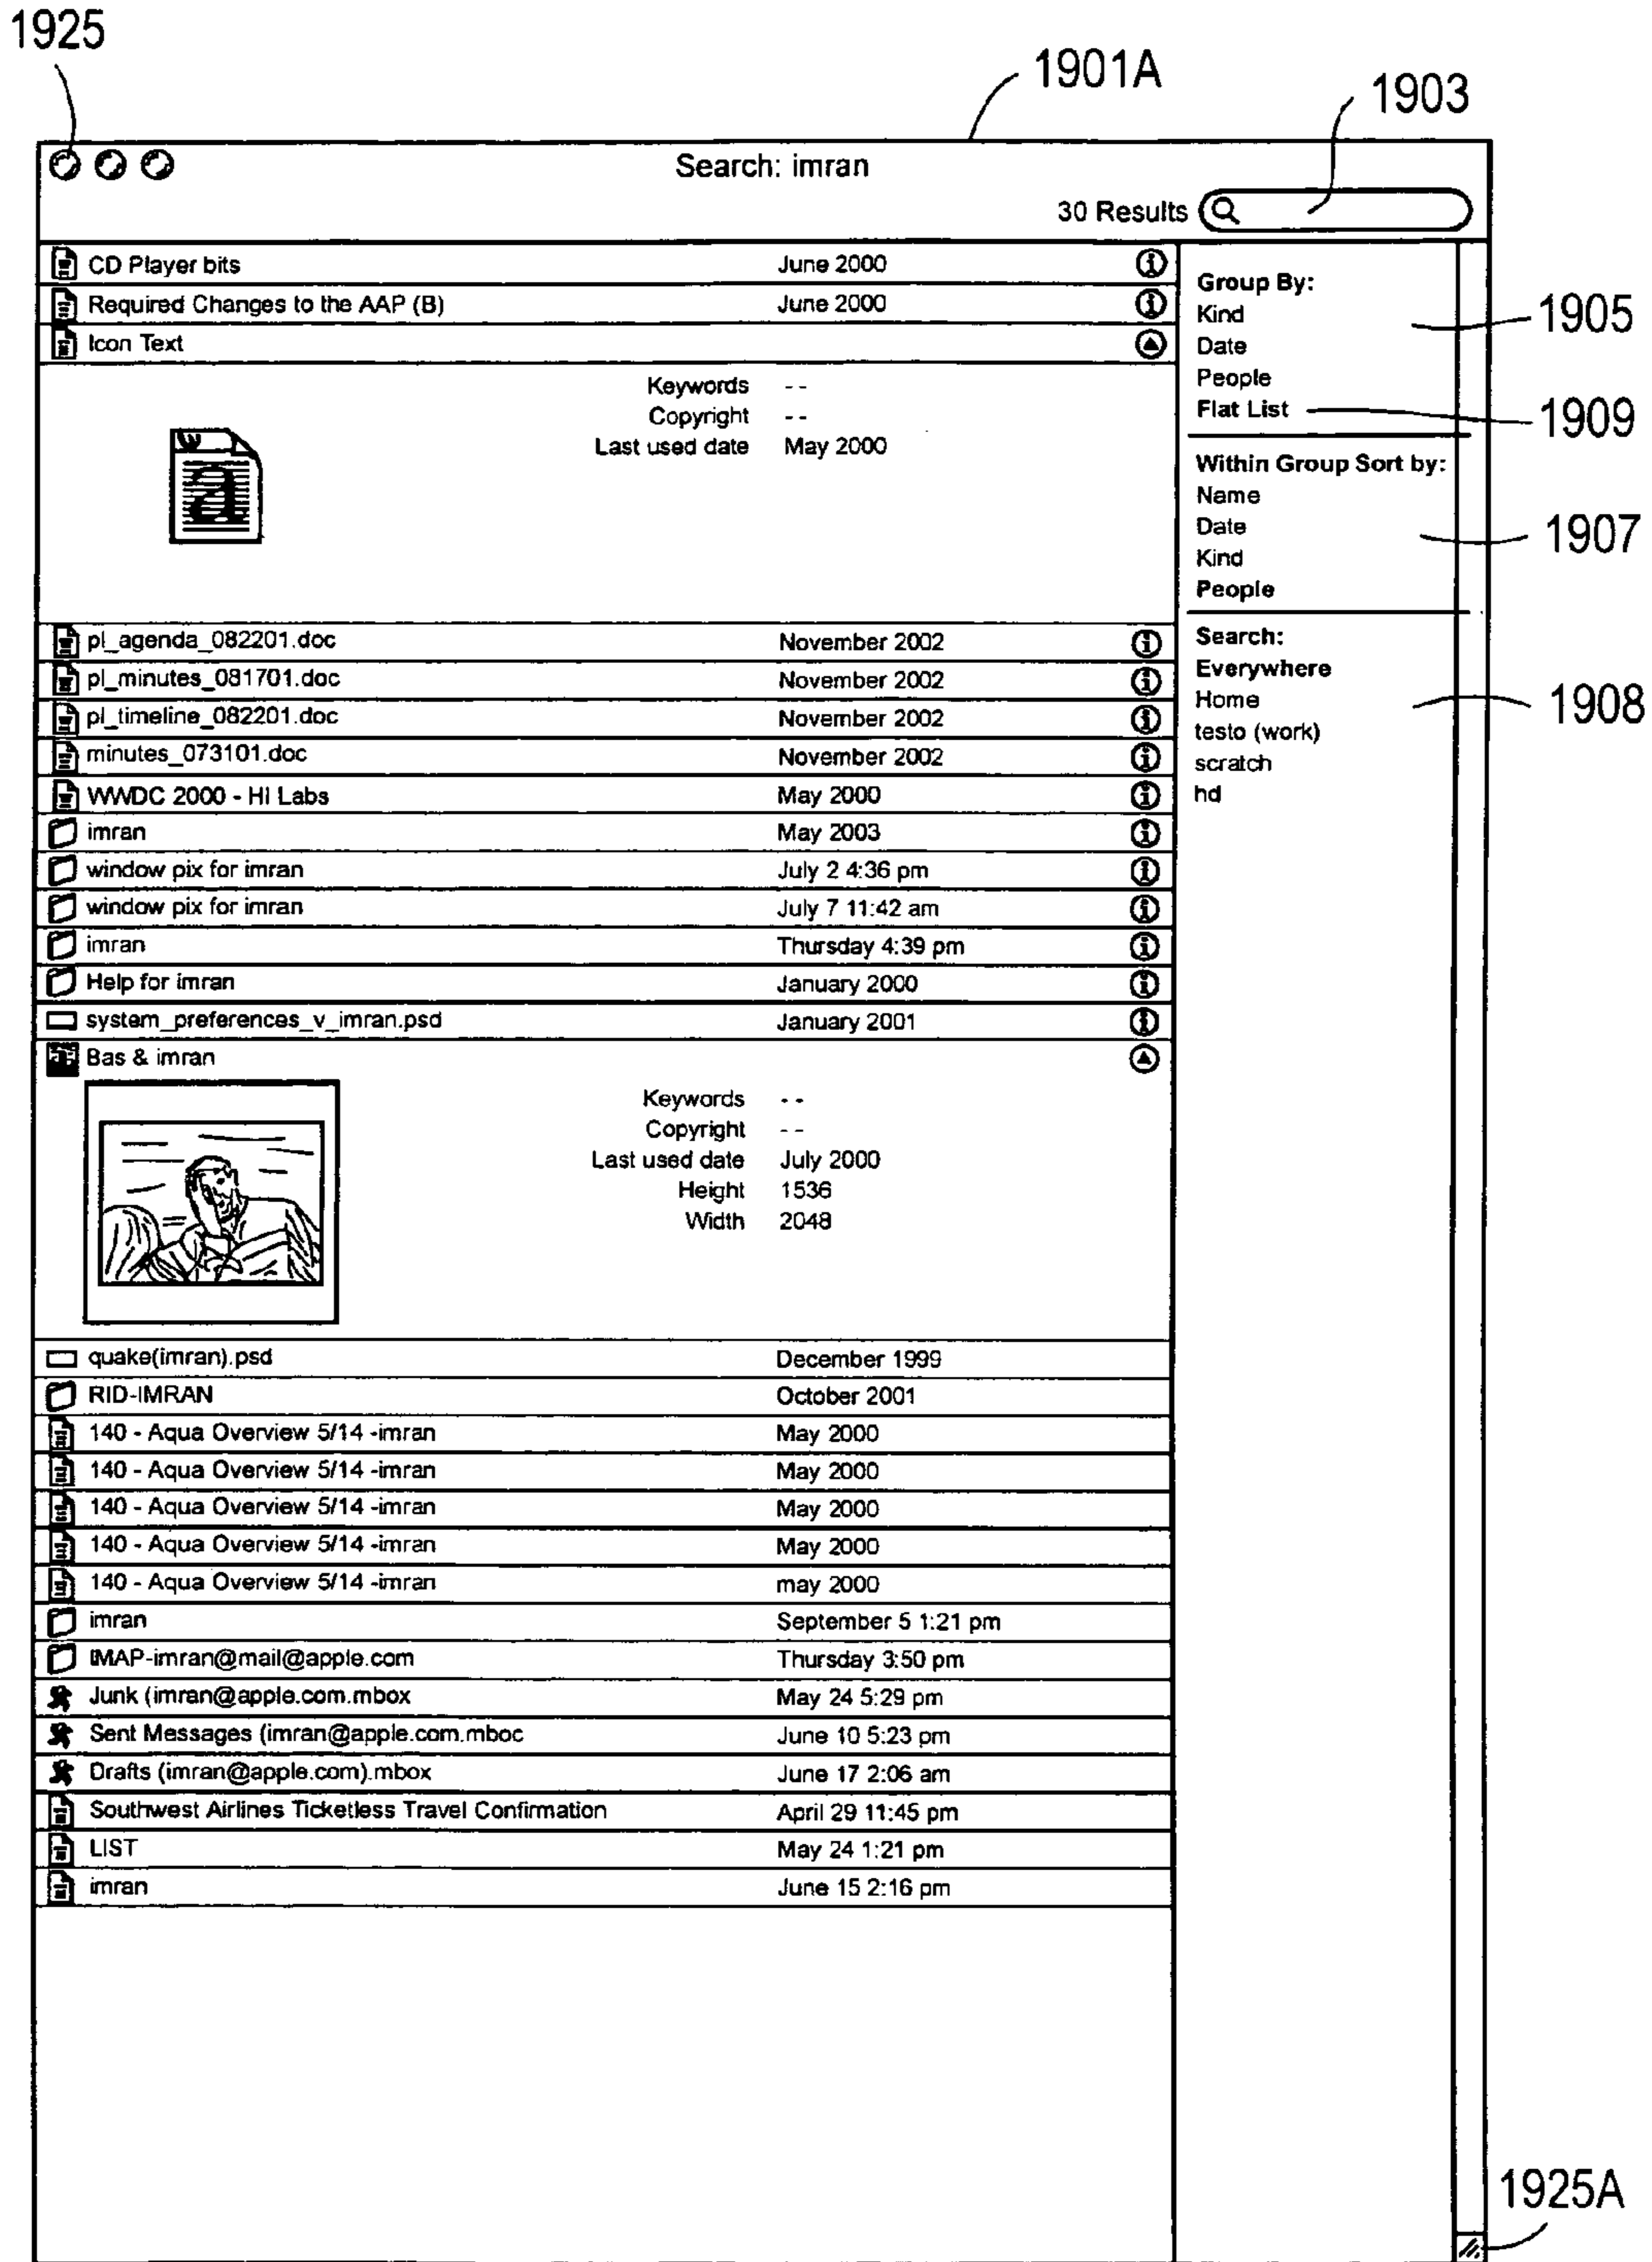 1925
1901A
1903
Search: imran
30 Results
CD Player bits June 2000
Required Changes to the AAP (B) June 2000
Icon Text
Keywords - -
Copyright - -
Last used date May 2000
a
pl_agenda_082201.doc November 2002
pl_minutes_081701.doc November 2002
pl_timeline_082201.doc November 2002
minutes_073101.doc November 2002
WWDC 2000 - HI Labs May 2000
imran May 2003
window pix for imran July 2 4:36 pm
window pix for imran July 7 11:42 am
imran Thursday 4:39 pm
Help for imran January 2000
system_preferences_v_imran.psd January 2001
Bas & imran
Keywords - -
Copyright - -
Last used date July 2000
Height 1536
Width 2048
quake(imran).psd December 1999
RID-IMRAN October 2001
140 - Aqua Overview 5/14 -imran May 2000
140 - Aqua Overview 5/14 -imran May 2000
140 - Aqua Overview 5/14 -imran May 2000
140 - Aqua Overview 5/14 -imran May 2000
140 - Aqua Overview 5/14 -imran may 2000
imran September 5 1:21 pm
IMAP-imran@mail@apple.com Thursday 3:50 pm
Junk (imran@apple.com.mbox May 24 5:29 pm
Sent Messages (imran@apple.com.mboc June 10 5:23 pm
Drafts (imran@apple.com).mbox June 17 2:06 am
Southwest Airlines Ticketless Travel Confirmation April 29 11:45 pm
LIST May 24 1:21 pm
imran June 15 2:16 pm
Group By:
Kind
Date
People
Flat List
Within Group Sort by:
Name
Date
Kind
People
Search:
Everywhere
Home
testo (work)
scratch
hd
1905
1909
1907
1908
1925A